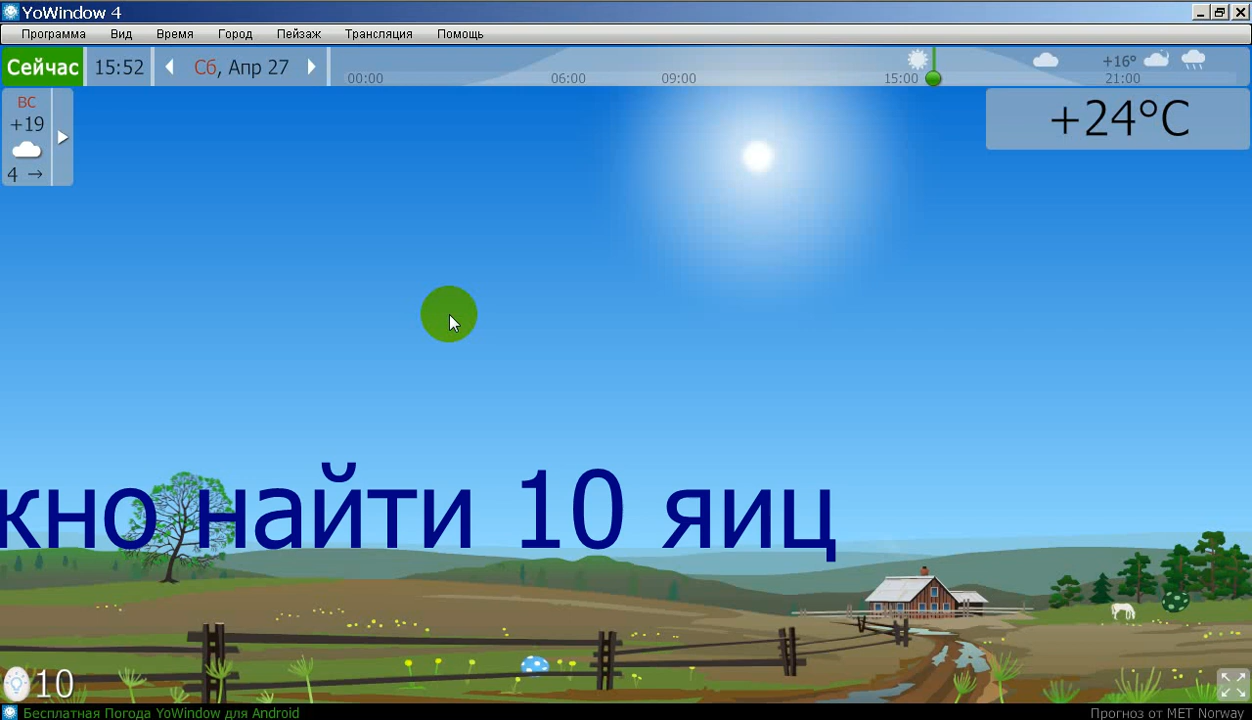 YoWindow 4
Программа Вид Время Город Пейзаж Трансляция Помощь
Сейчас 15:52 Сб, Апр 27
00:00 06:00 09:00 15:00 +16° 21:00
ВС
+19
4 →
+24°C
кно найти 10 яиц
10
Бесплатная Погода YoWindow для Android
Прогноз от MET Norway